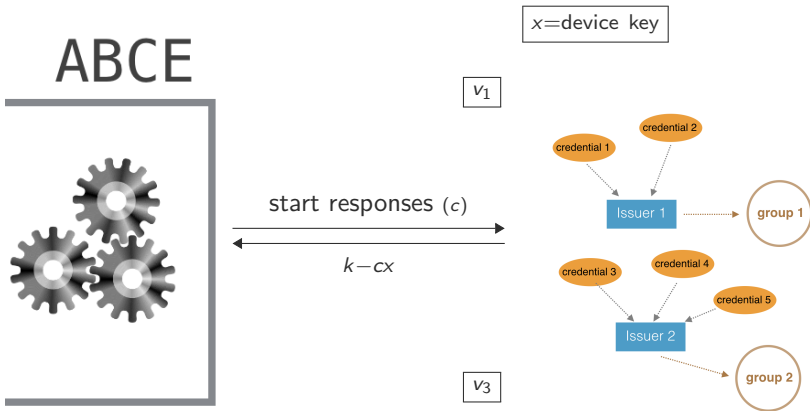 x=device key
ABCE
v₁
credential 1
credential 2
start responses (c)
Issuer 1
group 1
k−cx
credential 3
credential 4
credential 5
Issuer 2
group 2
v₃